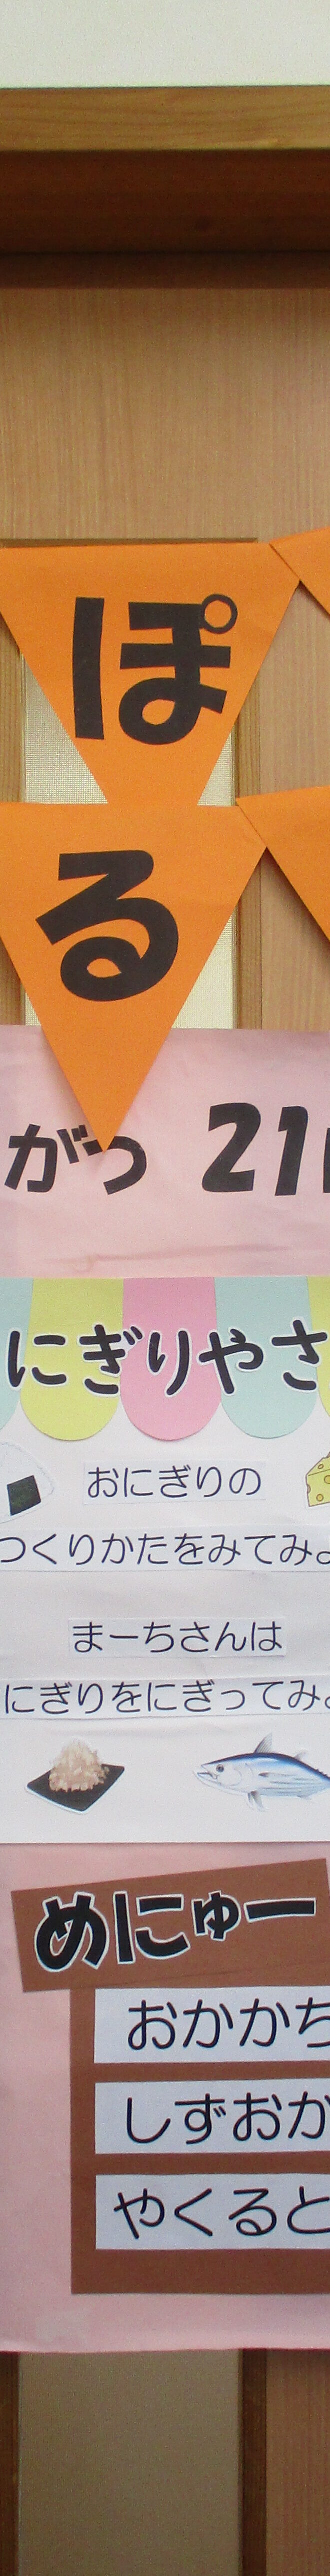 ぽ
る
がつ 21
にぎりやさ
おにぎりの
つくりかたをみてみよ
まーちさんは
にぎりをにぎってみよ
めにゅー
おかかち
しずおか
やくると